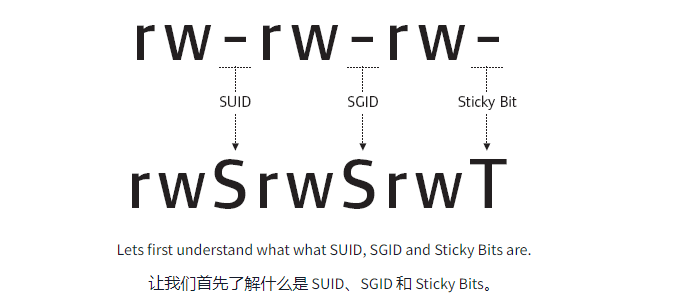 rw-rw-rw-
SUID SGID Sticky Bit
rwSrwSrwT
Lets first understand what what SUID, SGID and Sticky Bits are.
让我们首先了解什么是 SUID、SGID 和 Sticky Bits。